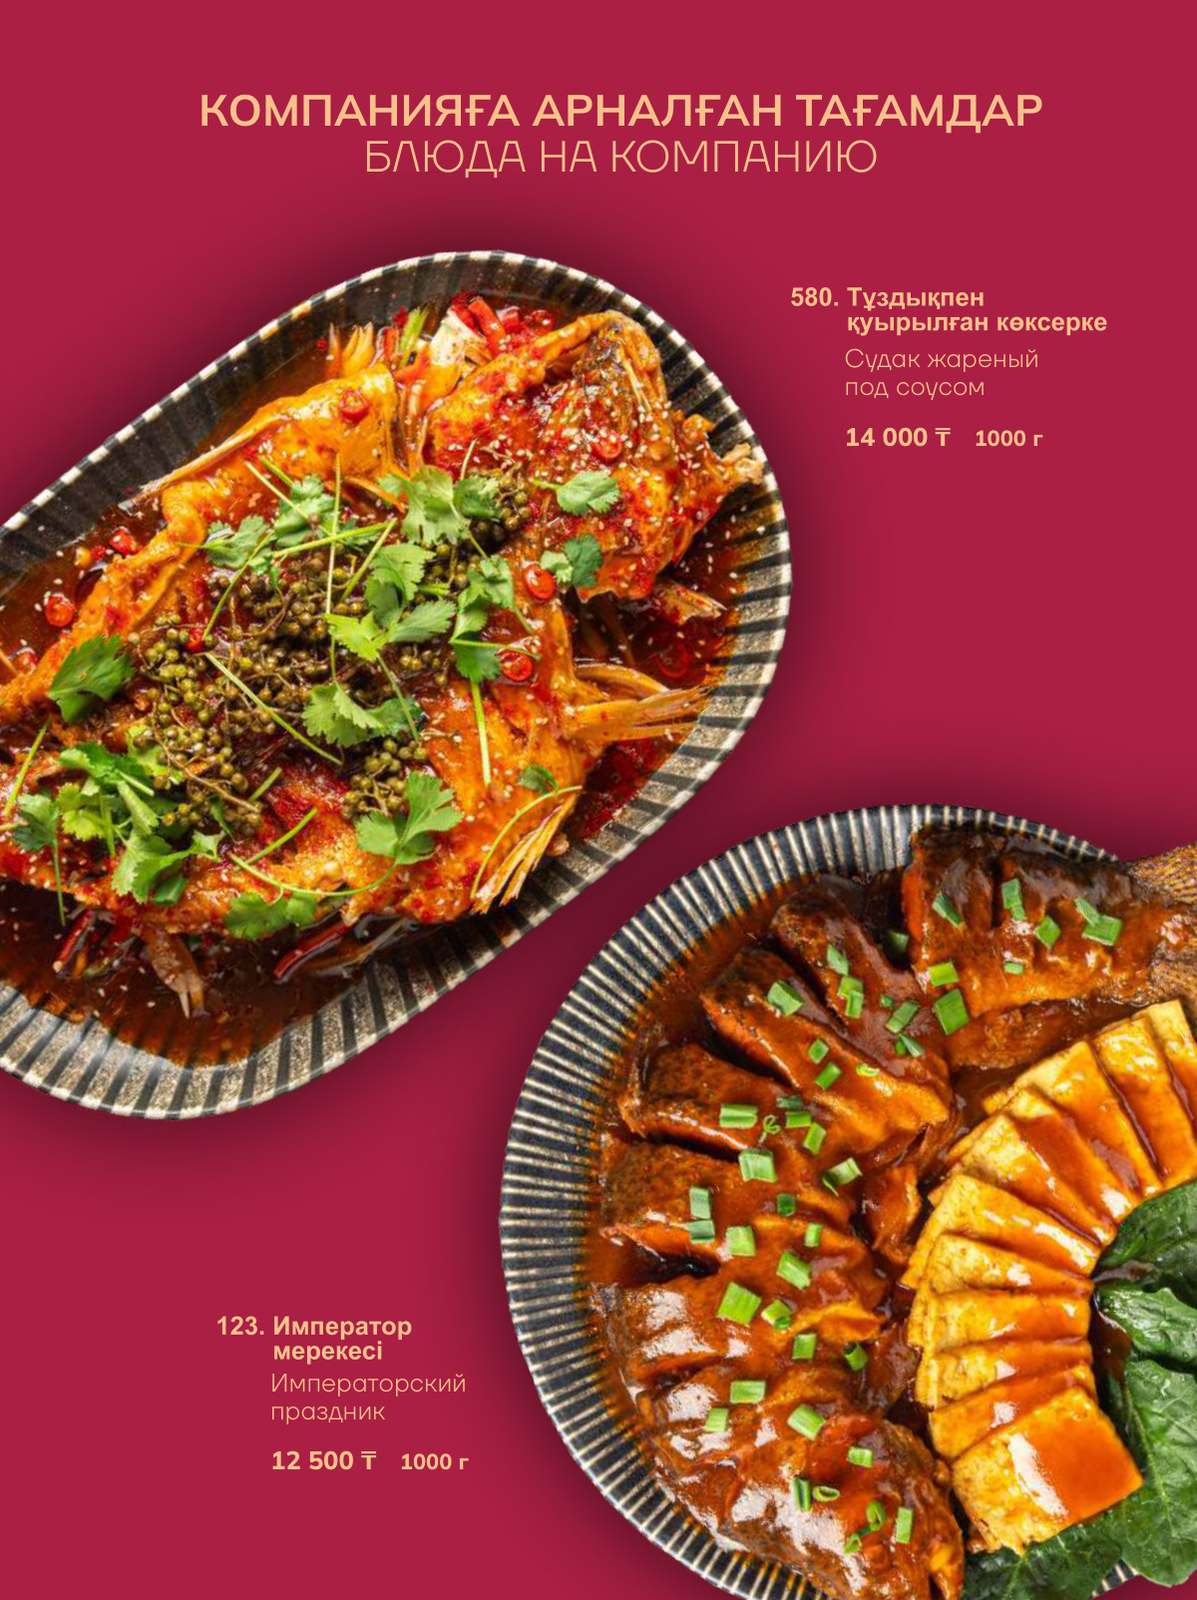 КОМПАНИЯҒА АРНАЛҒАН ТАҒАМДАР
БЛЮДА НА КОМПАНИЮ
580. Тұздықпен
қуырылған көксерке
Судак жареный
под соусом
14 000 ₸ 1000 г
123. Император
мерекесі
Императорский
праздник
12 500 ₸ 1000 г